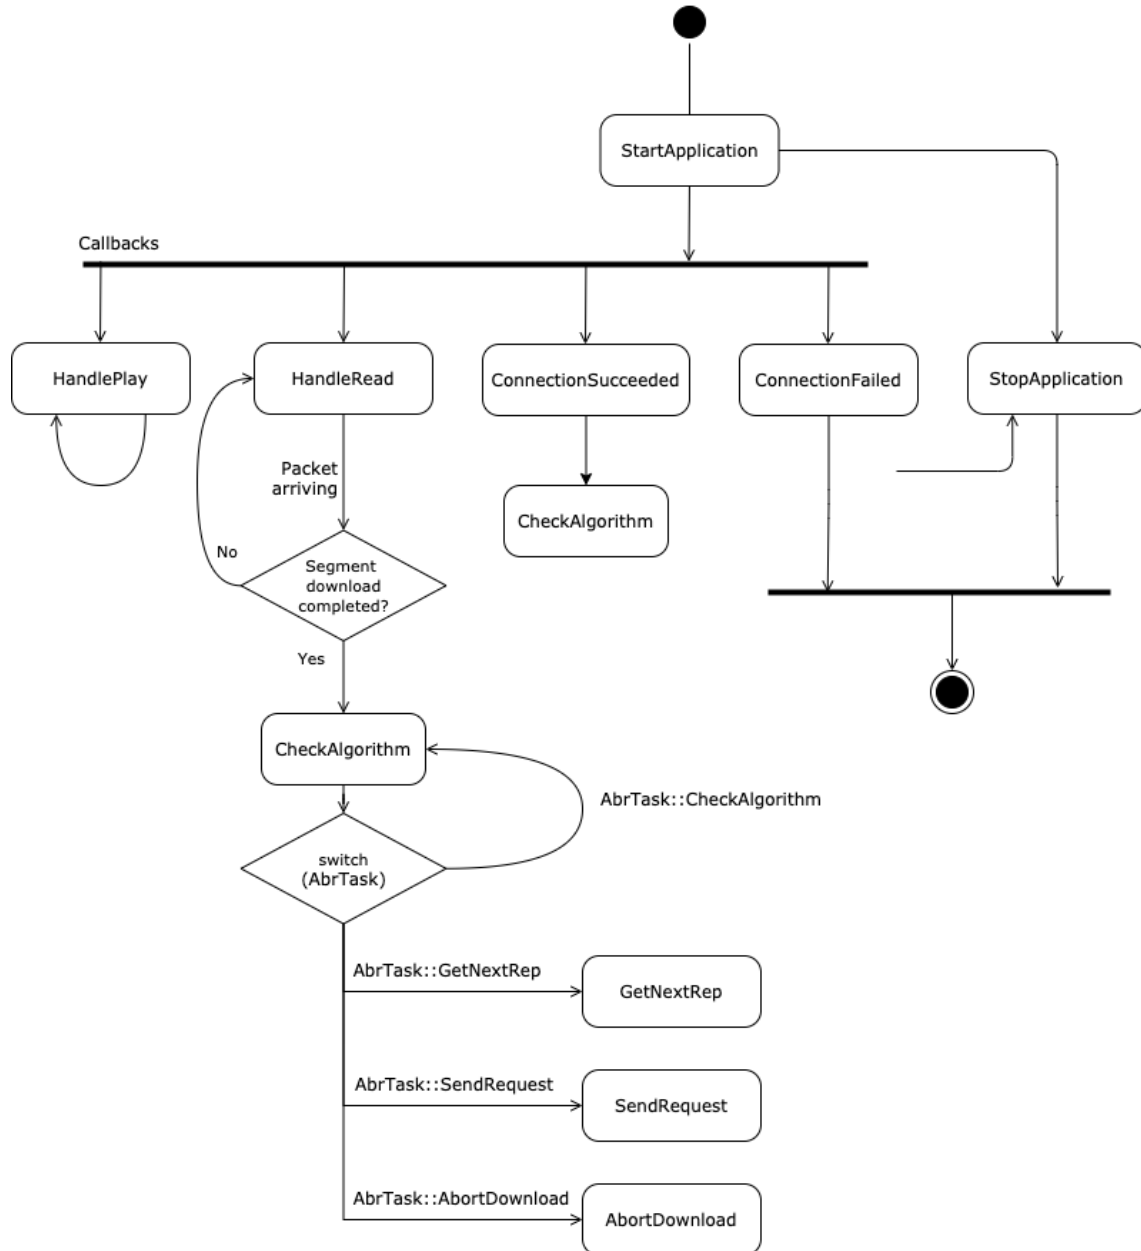 StartApplication
Callbacks
HandlePlay
HandleRead
ConnectionSucceeded
ConnectionFailed
StopApplication
Packet
arriving
CheckAlgorithm
No
Segment
download
completed?
Yes
CheckAlgorithm
AbrTask::CheckAlgorithm
switch
(AbrTask)
AbrTask::GetNextRep
GetNextRep
AbrTask::SendRequest
SendRequest
AbrTask::AbortDownload
AbortDownload